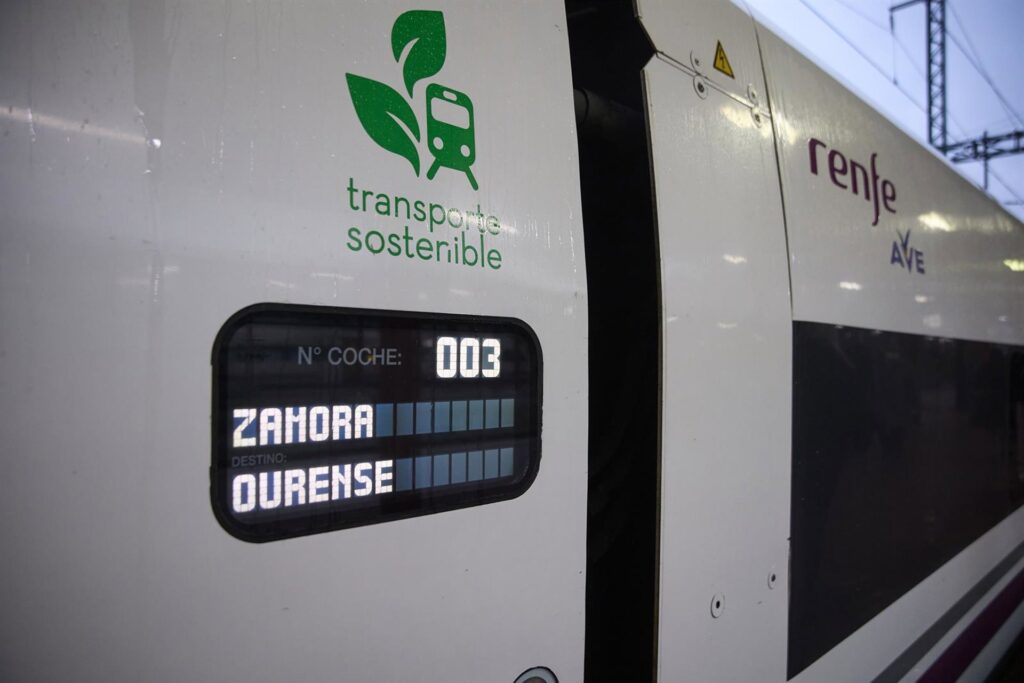 transporte
sostenible
renfe
AVE
Nº COCHE: 003
ZAMORA
DESTINO:
OURENSE